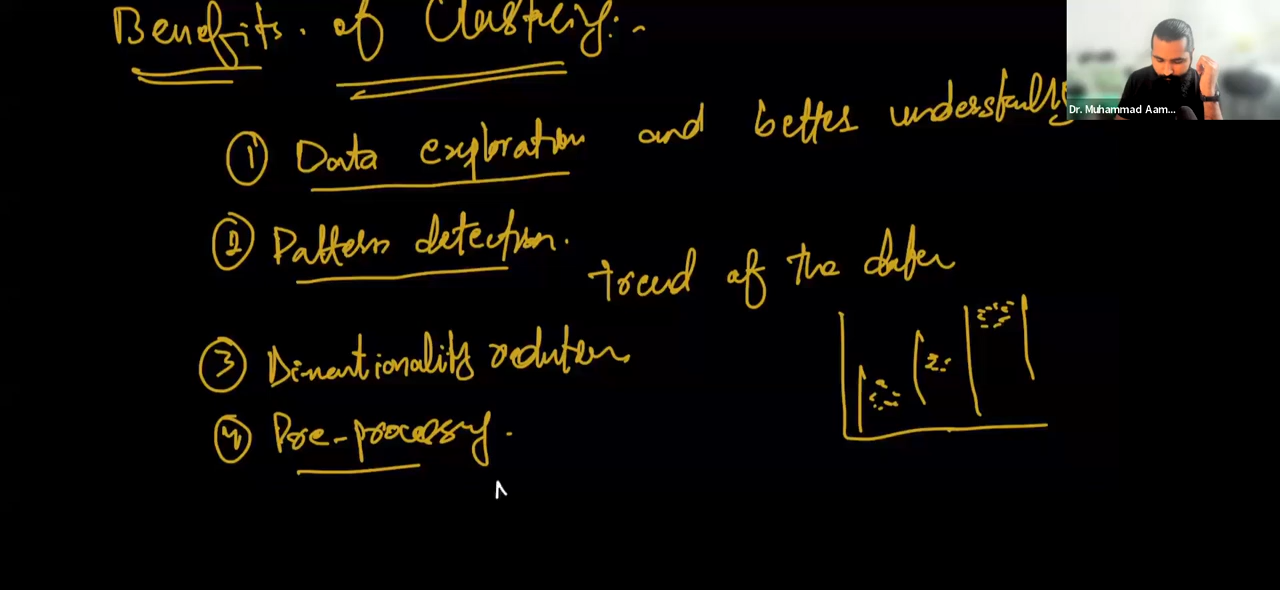 Benefits. of Clustering:-
Dr. Muhammad Aam...
① Data exploration and better understanding
② Pattern detection.
trend of the data
③ Dimentionality reduction.
④ Pre-processing.